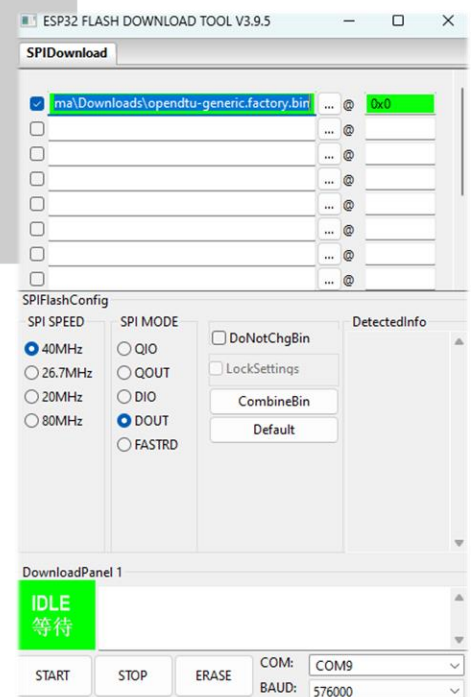 ESP32 FLASH DOWNLOAD TOOL V3.9.5
SPIDownload
ma\Downloads\opendtu-generic.factory.bin ... @ 0x0
... @
... @
... @
... @
... @
... @
... @
SPIFlashConfig
SPI SPEED
40MHz
26.7MHz
20MHz
80MHz
SPI MODE
QIO
QOUT
DIO
DOUT
FASTRD
DoNotChgBin
LockSettings
CombineBin
Default
DetectedInfo
DownloadPanel 1
IDLE
等待
START STOP ERASE
COM: COM9
BAUD: 576000